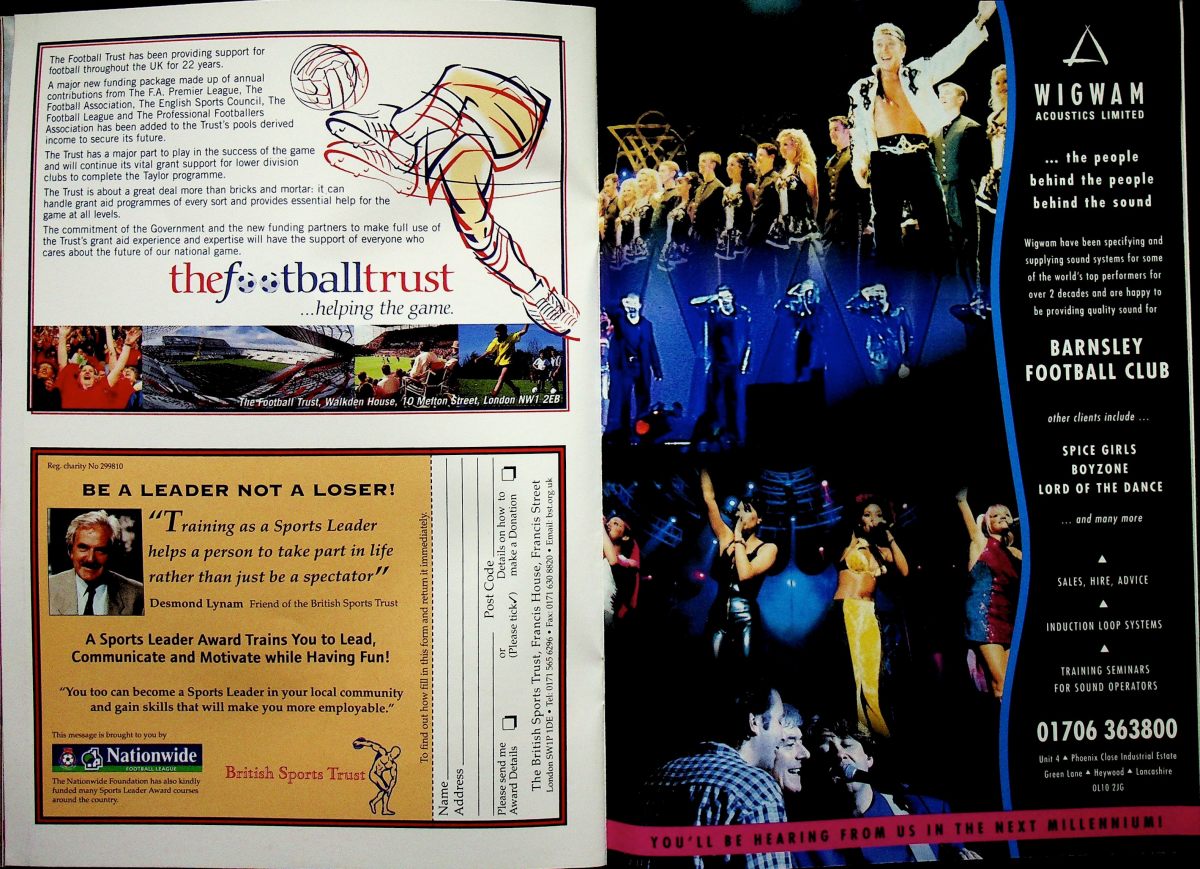 The Football Trust has been providing support for
football throughout the UK for 22 years.
A major new funding package made up of annual
contributions from The F.A. Premier League, The
Football Association, The English Sports Council, The
Football League and The Professional Footballers
Association has been added to the Trust's pools derived
income to secure its future.
The Trust has a major part to play in the success of the game
and will continue its vital grant support for lower division
clubs to complete the Taylor programme.
The Trust is about a great deal more than bricks and mortar: it can
handle grant aid programmes of every sort and provides essential help for the
game at all levels.
The commitment of the Government and the new funding partners to make full use of
the Trust's grant aid experience and expertise will have the support of everyone who
cares about the future of our national game.
thefootballtrust
...helping the game.
The Football Trust, Walkden House, 10 Melton Street, London NW1 2EB
Reg. charity No 299810
BE A LEADER NOT A LOSER!
"Training as a Sports Leader
helps a person to take part in life
rather than just be a spectator"
Desmond Lynam Friend of the British Sports Trust
A Sports Leader Award Trains You to Lead,
Communicate and Motivate while Having Fun!
"You too can become a Sports Leader in your local community
and gain skills that will make you more employable."
This message is brought to you by
Nationwide
FOOTBALL LEAGUE
The Nationwide Foundation has also kindly
funded many Sports Leader Award courses
around the country.
British Sports Trust
To find out how fill in this form and return it immediately.
Name
Address
Post Code
Please send me
Award Details
or
(Please tick✓)
Details on how to
make a Donation
The British Sports Trust, Francis House, Francis Street
London SW1P 1DE • Tel: 0171 565 6296 • Fax: 0171 630 8820 • Email: bst.org.uk
WIGWAM
ACOUSTICS LIMITED
... the people
behind the people
behind the sound
Wigwam have been specifying and
supplying sound systems for some
of the world's top performers for
over 2 decades and are happy to
be providing quality sound for
BARNSLEY
FOOTBALL CLUB
other clients include ...
SPICE GIRLS
BOYZONE
LORD OF THE DANCE
... and many more
▲
SALES, HIRE, ADVICE
▲
INDUCTION LOOP SYSTEMS
▲
TRAINING SEMINARS
FOR SOUND OPERATORS
01706 363800
Unit 4 ▲ Phoenix Close Industrial Estate
Green Lane ▲ Heywood ▲ Lancashire
OL10 2JG
YOU'LL BE HEARING FROM US IN THE NEXT MILLENNIUM!